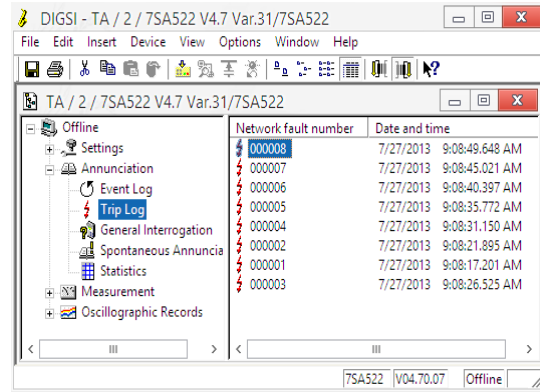 DIGSI - TA / 2 / 7SA522 V4.7 Var.31/7SA522
File Edit Insert Device View Options Window Help
TA / 2 / 7SA522 V4.7 Var.31/7SA522
Offline
Settings
Annunciation
Event Log
Trip Log
General Interrogation
Spontaneous Annuncia
Statistics
Measurement
Oscillographic Records
Network fault number Date and time
000008 7/27/2013 9:08:49.648 AM
000007 7/27/2013 9:08:45.021 AM
000006 7/27/2013 9:08:40.397 AM
000005 7/27/2013 9:08:35.772 AM
000004 7/27/2013 9:08:31.150 AM
000002 7/27/2013 9:08:21.895 AM
000001 7/27/2013 9:08:17.201 AM
000003 7/27/2013 9:08:26.525 AM
7SA522 V04.70.07 Offline